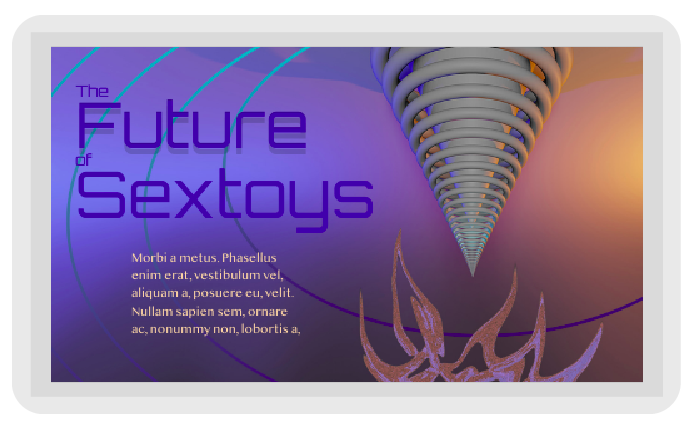 The
Future
of
Sextoys
Morbi a metus. Phasellus
enim erat, vestibulum vel,
aliquam a, posuere eu, velit.
Nullam sapien sem, ornare
ac, nonummy non, lobortis a,